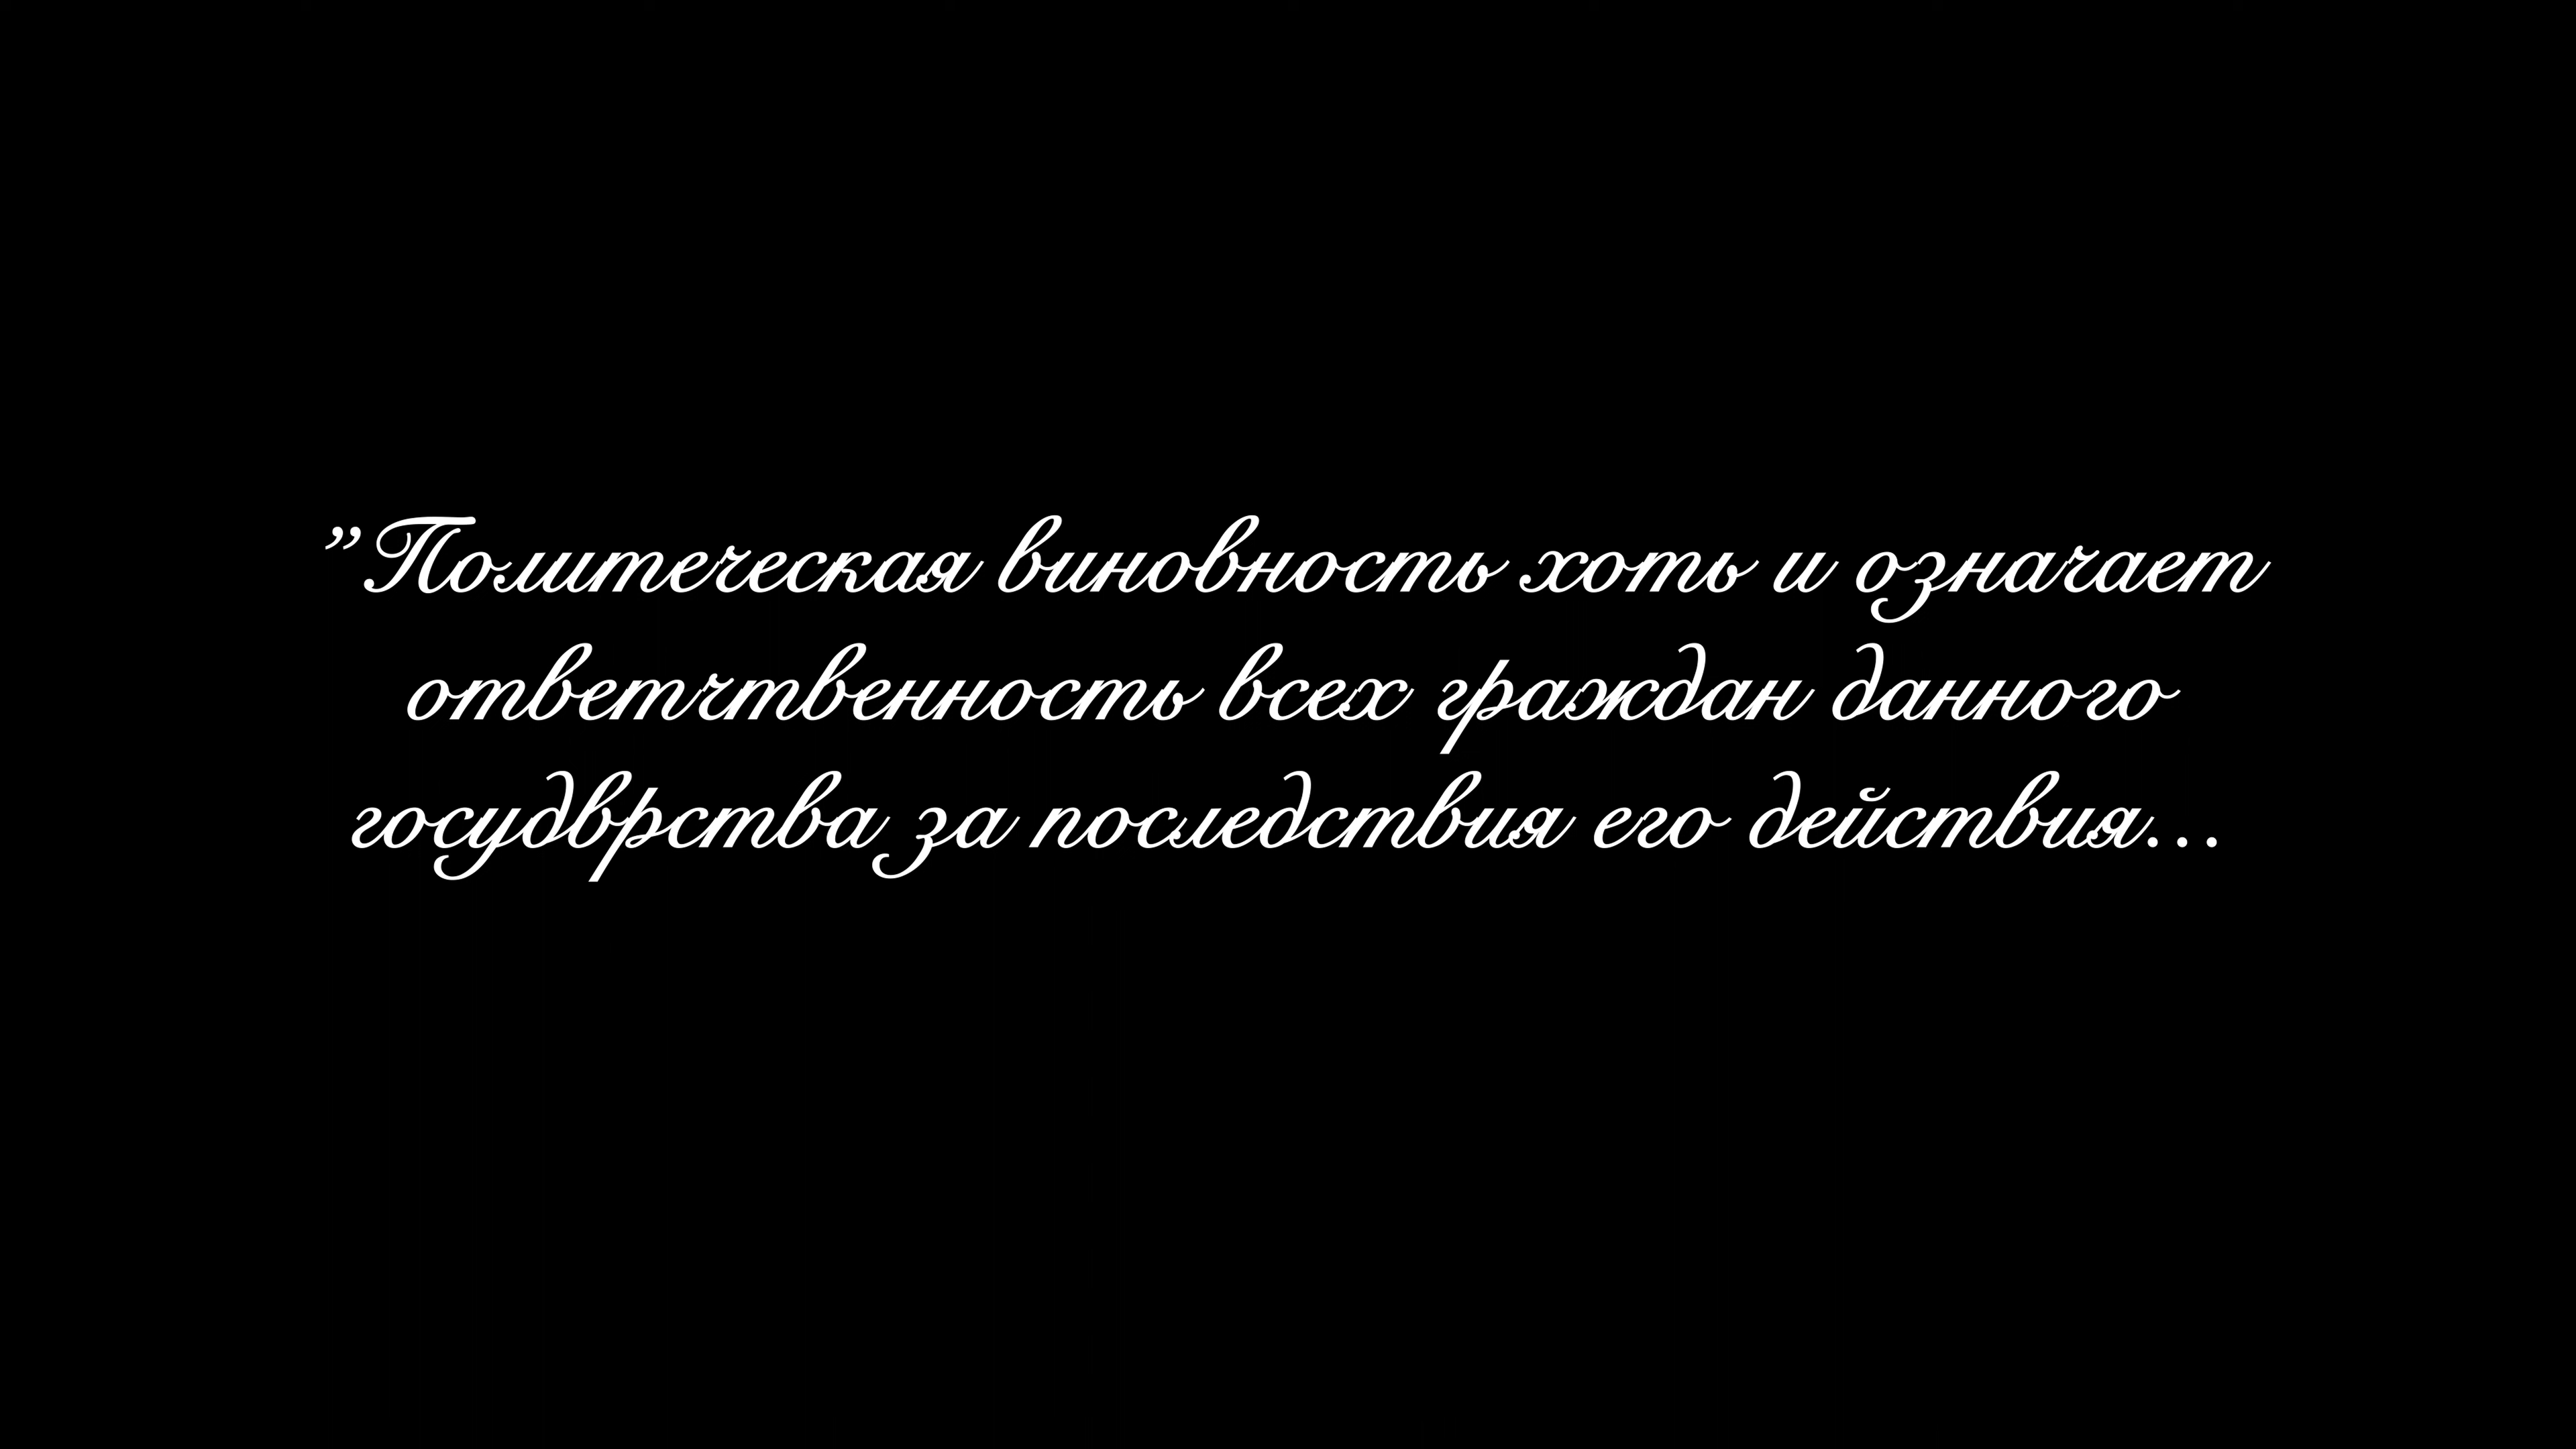 ”Политеческая виновность хоть и означает
ответчтвенность всех граждан данного
госудврства за последствия его действия...